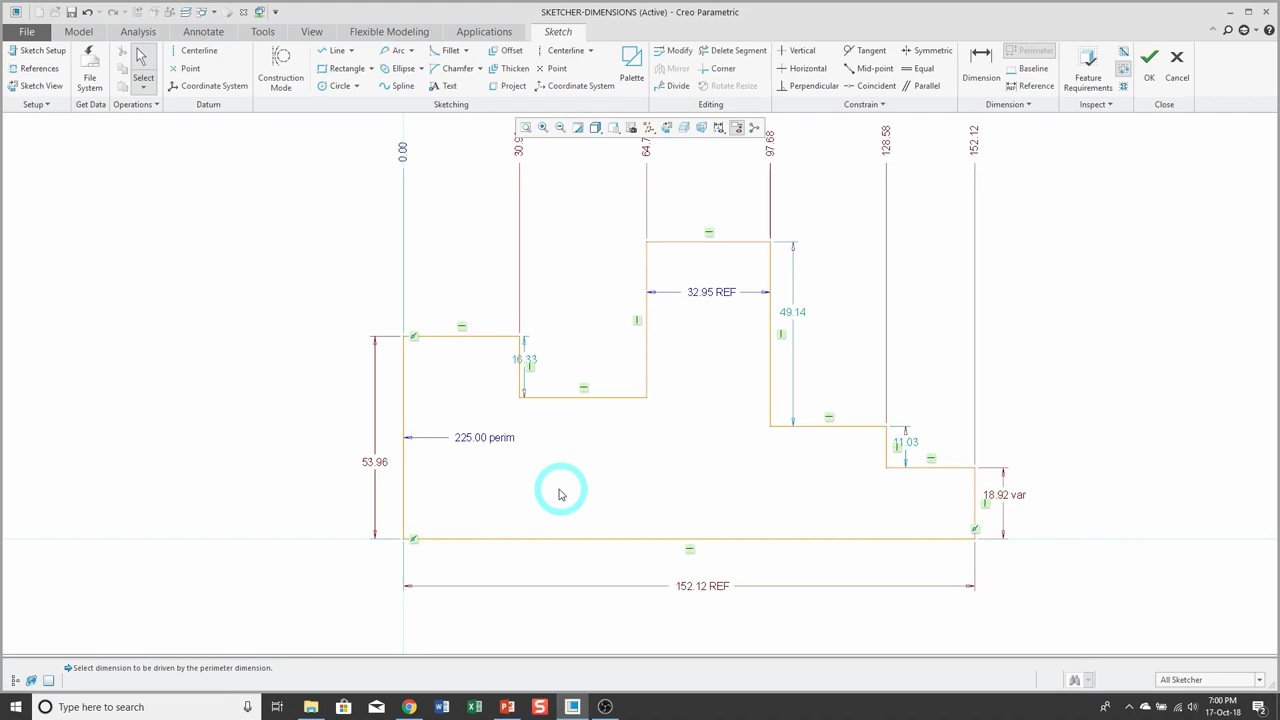 SKETCHER-DIMENSIONS (Active) - Creo Parametric
File Model Analysis Annotate Tools View Flexible Modeling Applications Sketch
Sketch Setup
References
Sketch View
Setup
File System
Get Data
Select
Operations
Centerline
Point
Coordinate System
Datum
Construction Mode
Line Arc Fillet Offset Centerline
Rectangle Ellipse Chamfer Thicken Point
Circle Spline Text Project Coordinate System
Palette
Sketching
Modify Delete Segment
Mirror Corner
Divide Rotate Resize
Editing
Vertical Tangent Symmetric
Horizontal Mid-point Equal
Perpendicular Coincident Parallel
Constrain
Dimension
Perimeter
Baseline
Reference
Dimension
Feature Requirements
Inspect
OK Cancel
Close
0.00
97.68
128.58
152.12
32.95 REF
49.14
16.33
225.00 perim
11.03
53.96
18.92 var
152.12 REF
Select dimension to be driven by the perimeter dimension.
All Sketcher
Type here to search
7:00 PM
17-Oct-18